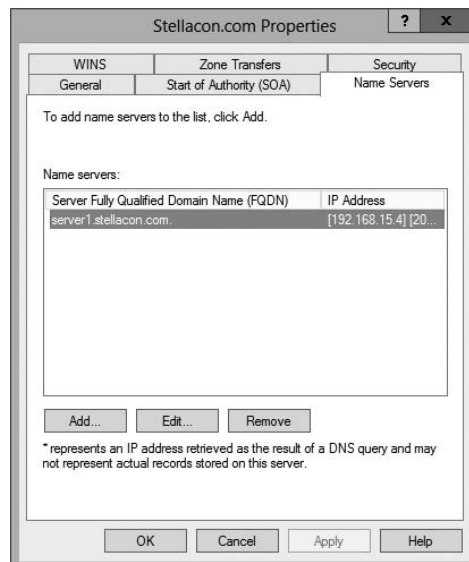 Stellacon.com Properties
? x
WINS Zone Transfers Security
General Start of Authority (SOA) Name Servers
To add name servers to the list, click Add.
Name servers:
Server Fully Qualified Domain Name (FQDN) IP Address
server1.stellacon.com. [192.168.15.4] [20...
Add... Edit... Remove
* represents an IP address retrieved as the result of a DNS query and may
not represent actual records stored on this server.
OK Cancel Apply Help